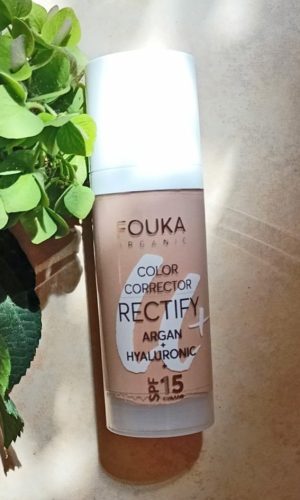 FOUKA
ORGANIC
COLOR
CORRECTOR
RECTIFY
ARGAN
+
HYALURONIC
+
SPF 15